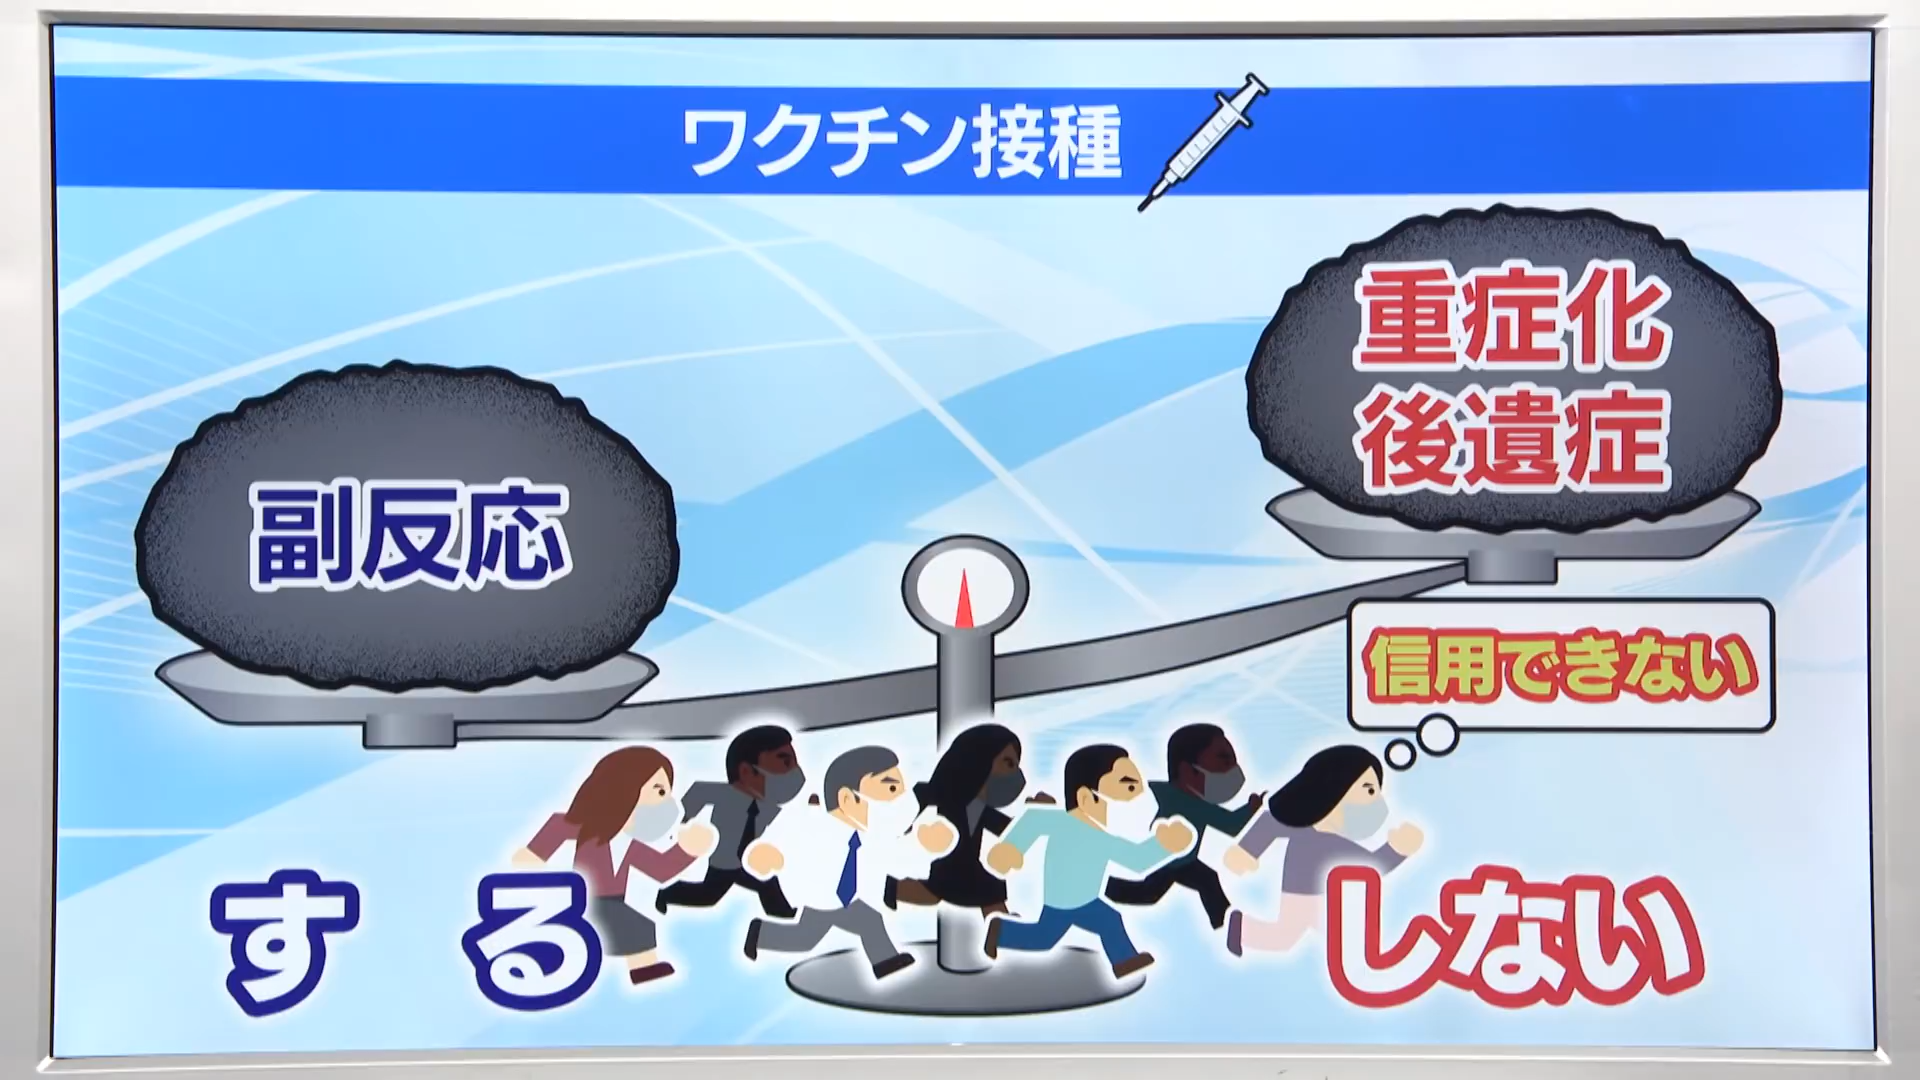 ワクチン接種
重症化
後遺症
副反応
信用できない
する
しない